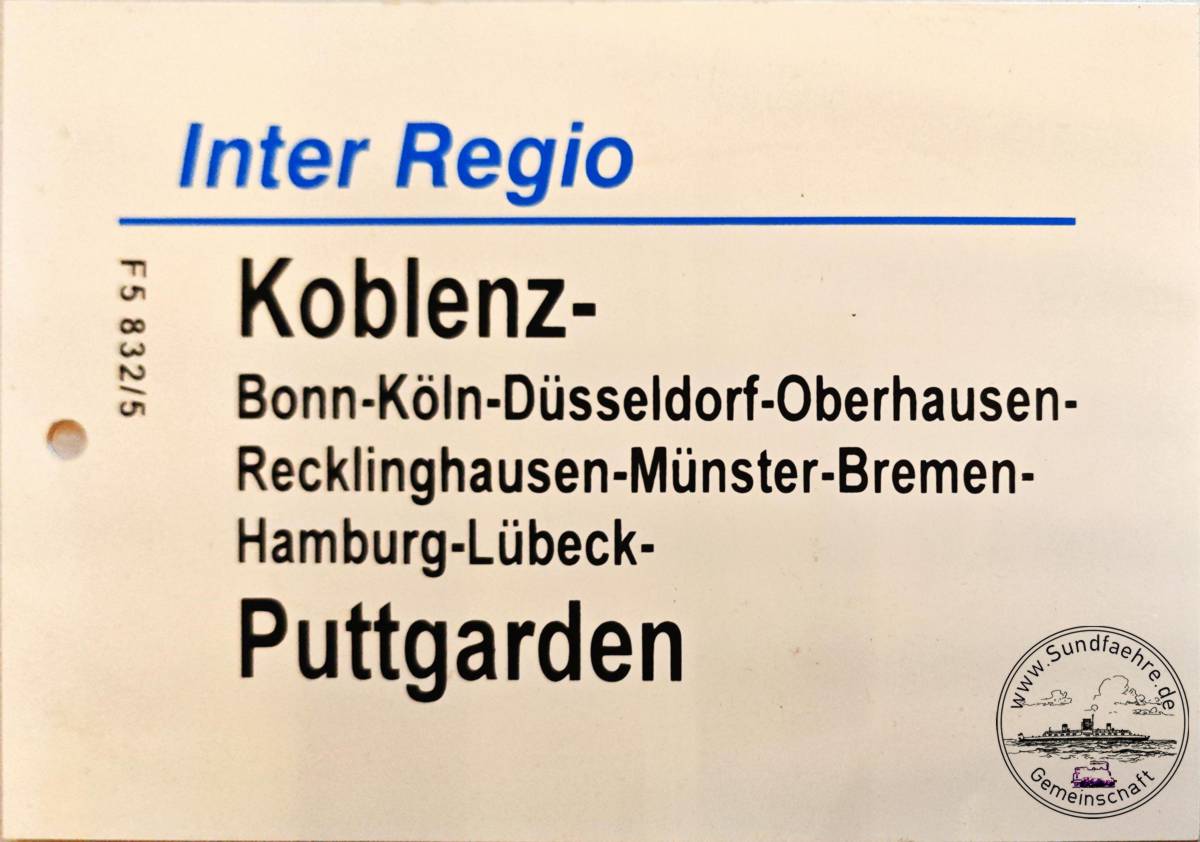 Inter Regio
F5 832/5
Koblenz-
Bonn-Köln-Düsseldorf-Oberhausen-
Recklinghausen-Münster-Bremen-
Hamburg-Lübeck-
Puttgarden
www.Sundfaehre.de
Gemeinschaft